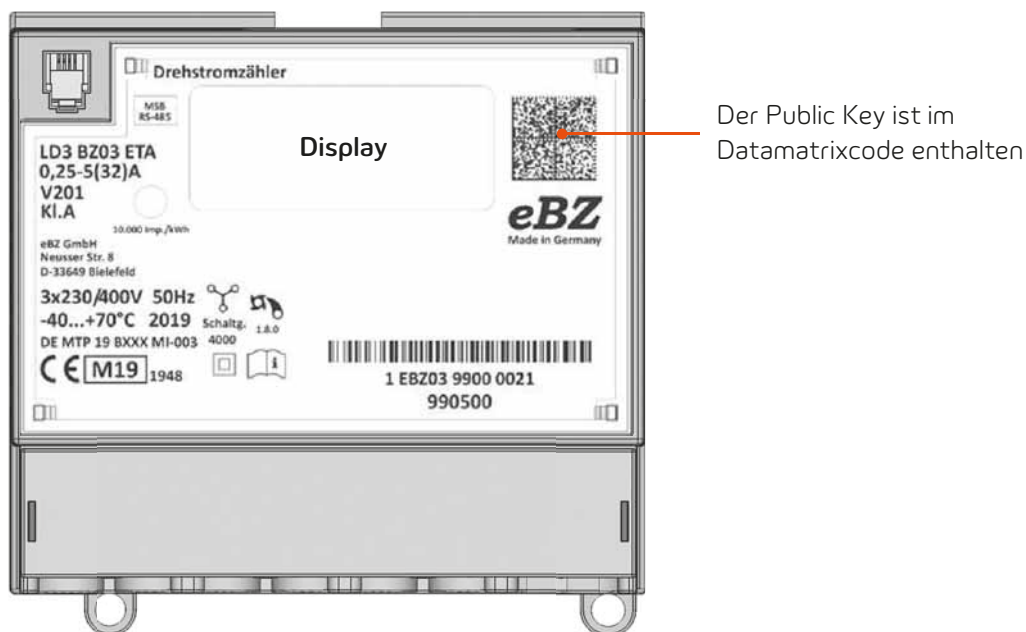 Drehstromzähler
MSB
RS-485
Display
Der Public Key ist im
Datamatrixcode enthalten
LD3 BZ03 ETA
0,25-5(32)A
V201
Kl.A
10.000 Imp./kWh
eBZ
Made in Germany
eBZ GmbH
Neusser Str. 8
D-33649 Bielefeld
3x230/400V 50Hz
-40...+70°C 2019
Schaltg.
4000
1.8.0
DE MTP 19 BXXX MI-003
CE M19 1948
i
1 EBZ03 9900 0021
990500